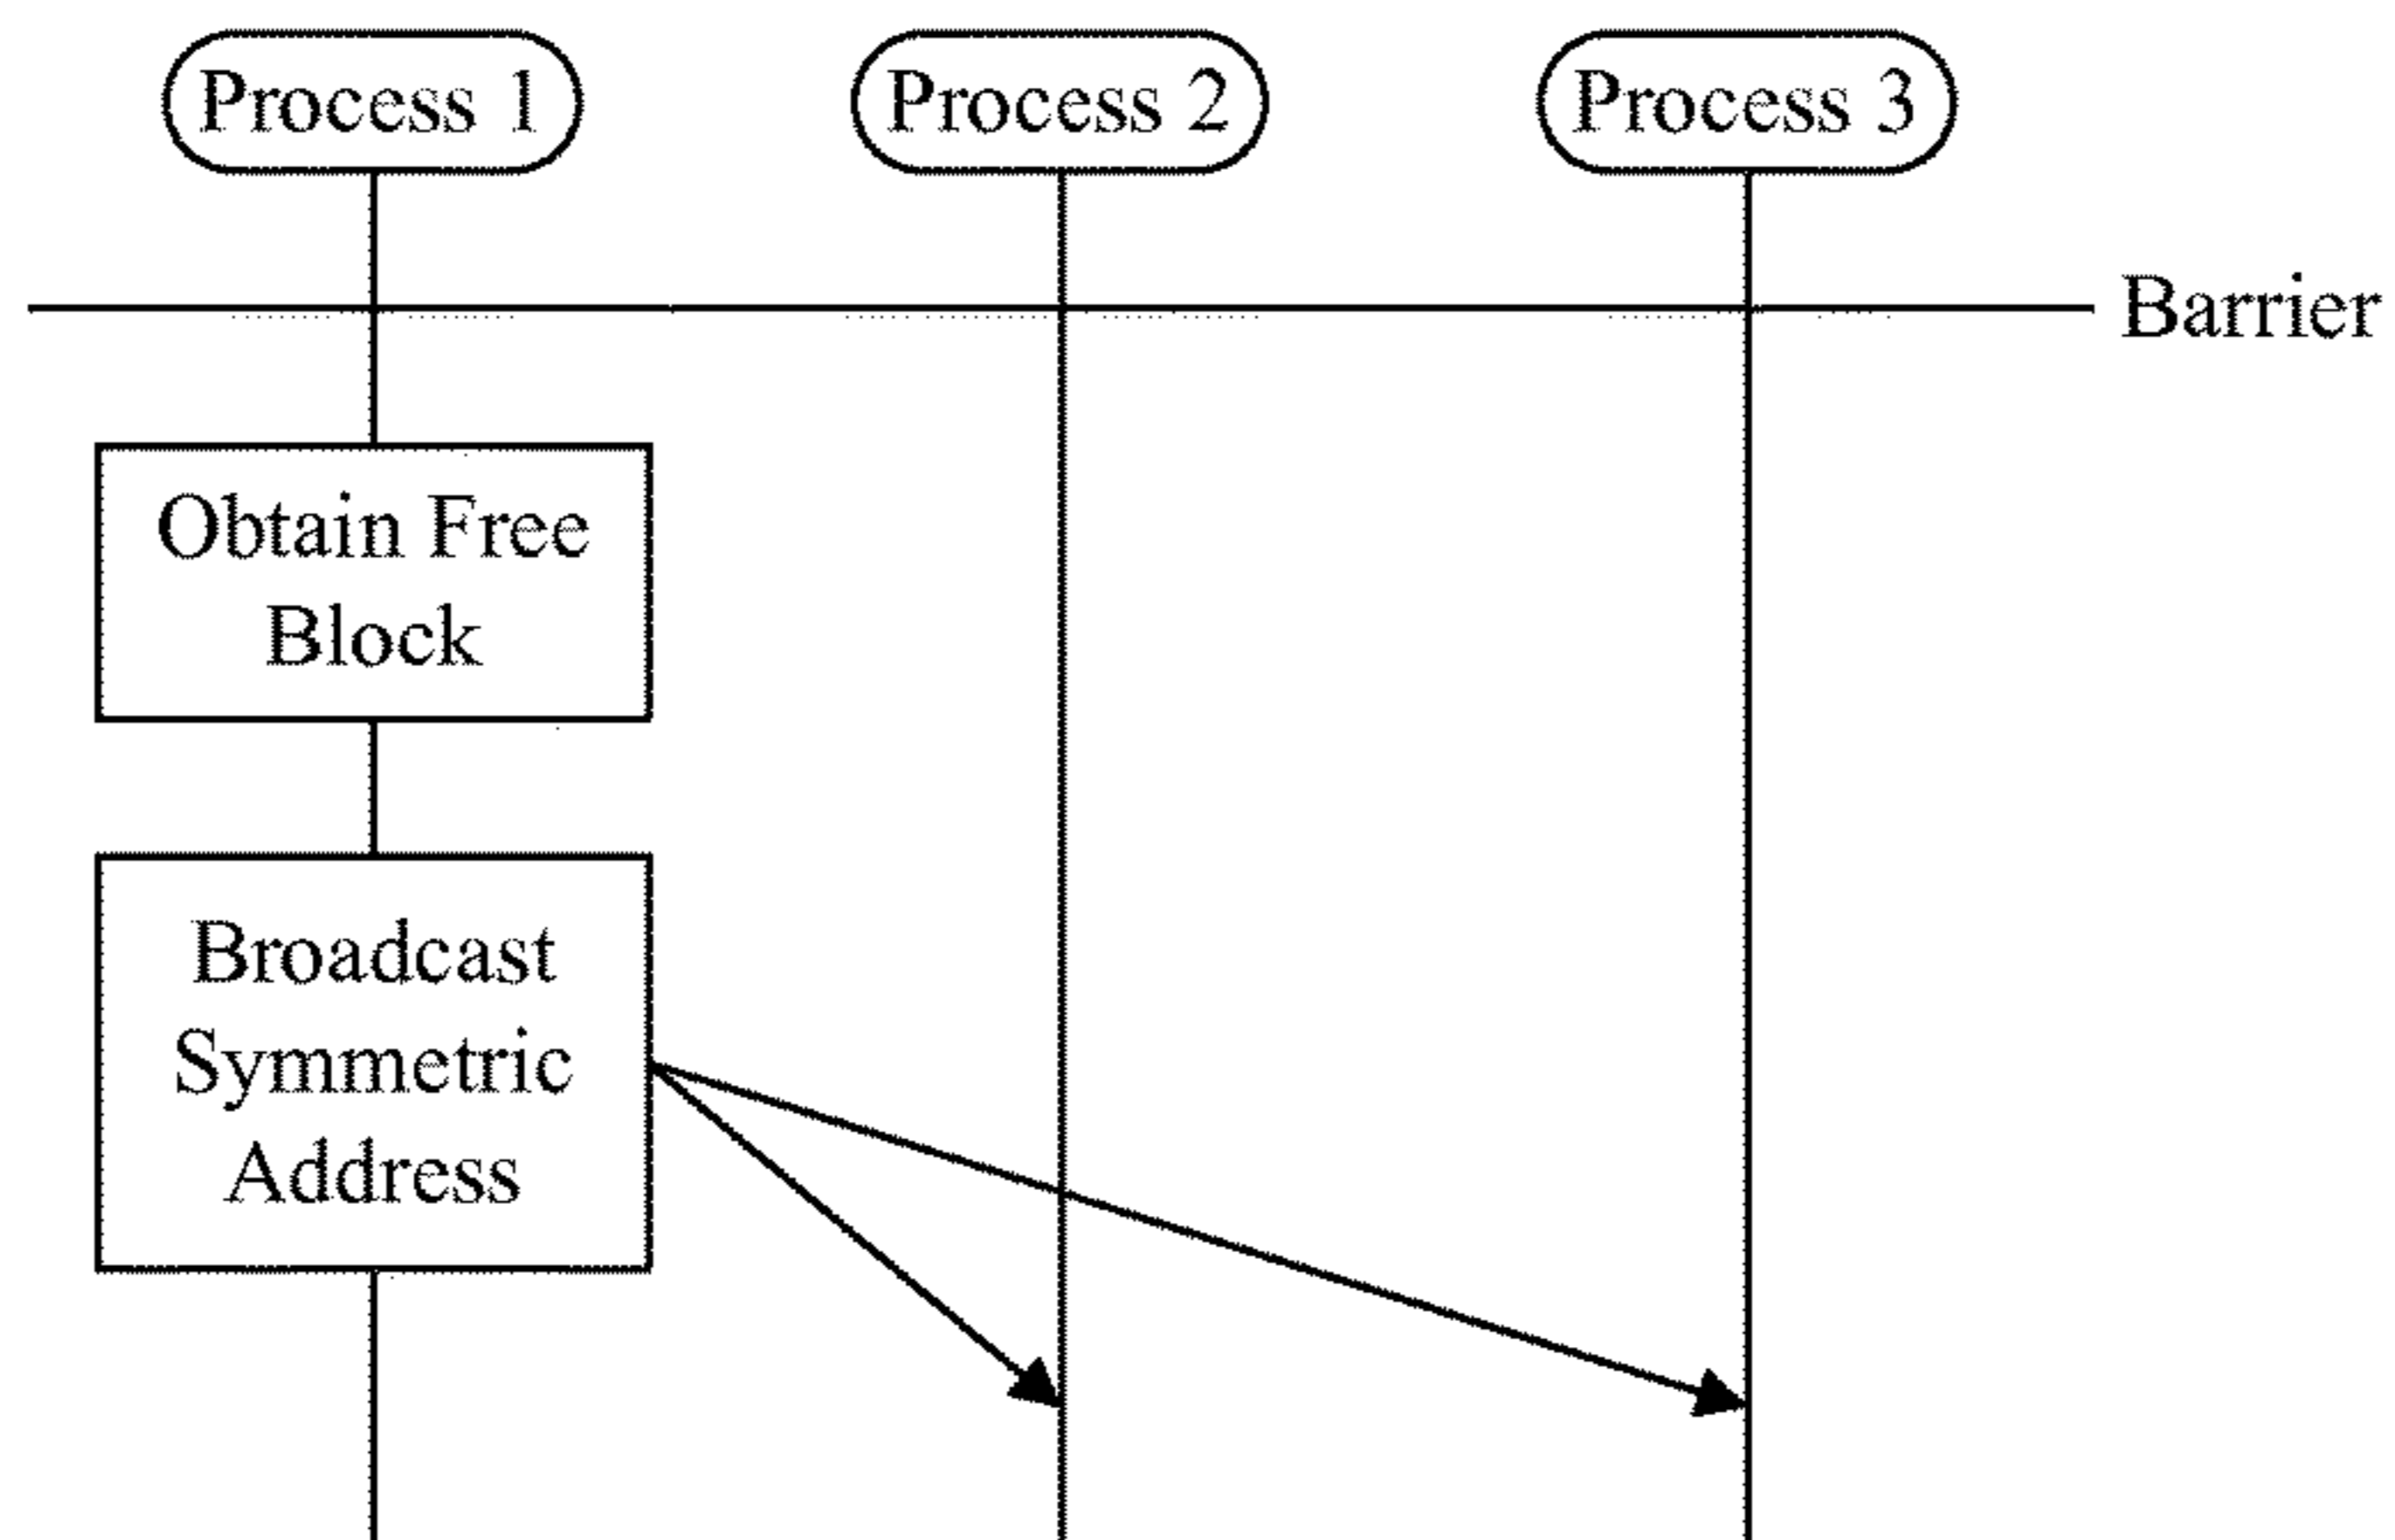 Process 1
Process 2
Process 3
Barrier
Obtain Free
Block
Broadcast
Symmetric
Address